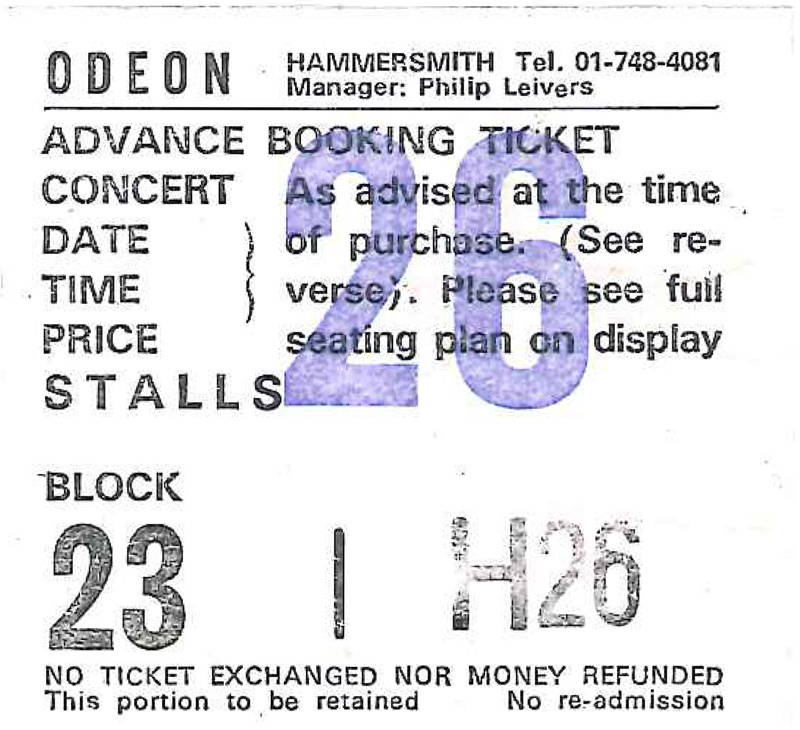 ODEON HAMMERSMITH Tel. 01-748-4081
Manager: Philip Leivers
ADVANCE BOOKING TICKET
CONCERT As advised at the time
DATE of purchase. (See re-
TIME verse). Please see full
PRICE seating plan on display
STALLS
26
BLOCK
23 | H26
NO TICKET EXCHANGED NOR MONEY REFUNDED
This portion to be retained No re-admission